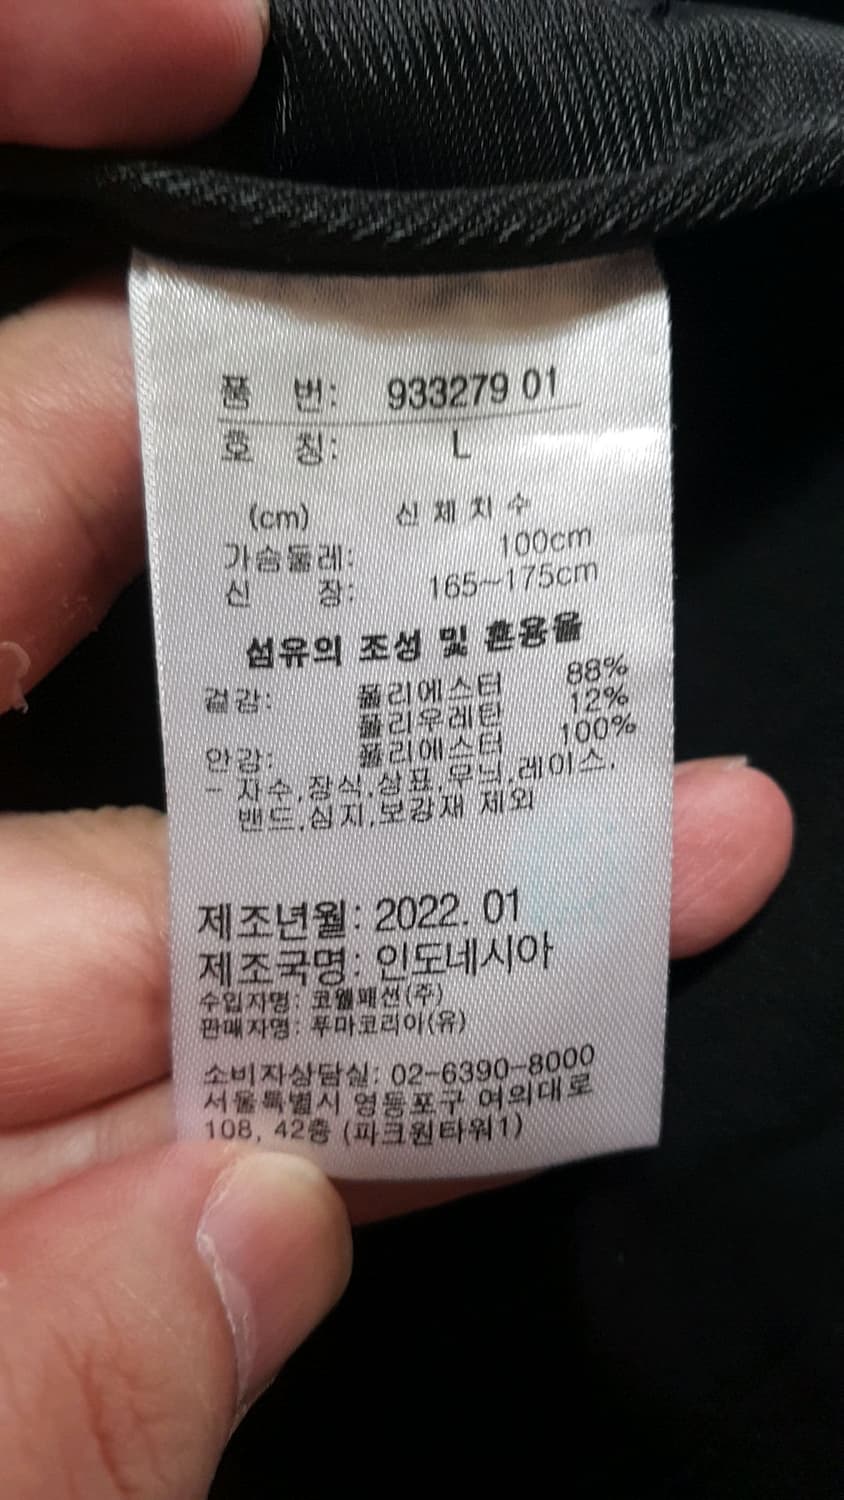 품 번: 933279 01
호 칭: L
(cm) 신 체 치 수
가슴둘레: 100cm
신 장: 165~175cm
섬유의 조성 및 혼용율
겉감: 폴리에스터 88%
폴리우레탄 12%
안감: 폴리에스터 100%
- 자수,장식,상표,무늬,레이스,
밴드,심지,보강재 제외
제조년월: 2022. 01
제조국명: 인도네시아
수입자명: 코웰패션(주)
판매자명: 푸마코리아(유)
소비자상담실: 02-6390-8000
서울특별시 영등포구 여의대로
108, 42층 (파크원타워1)